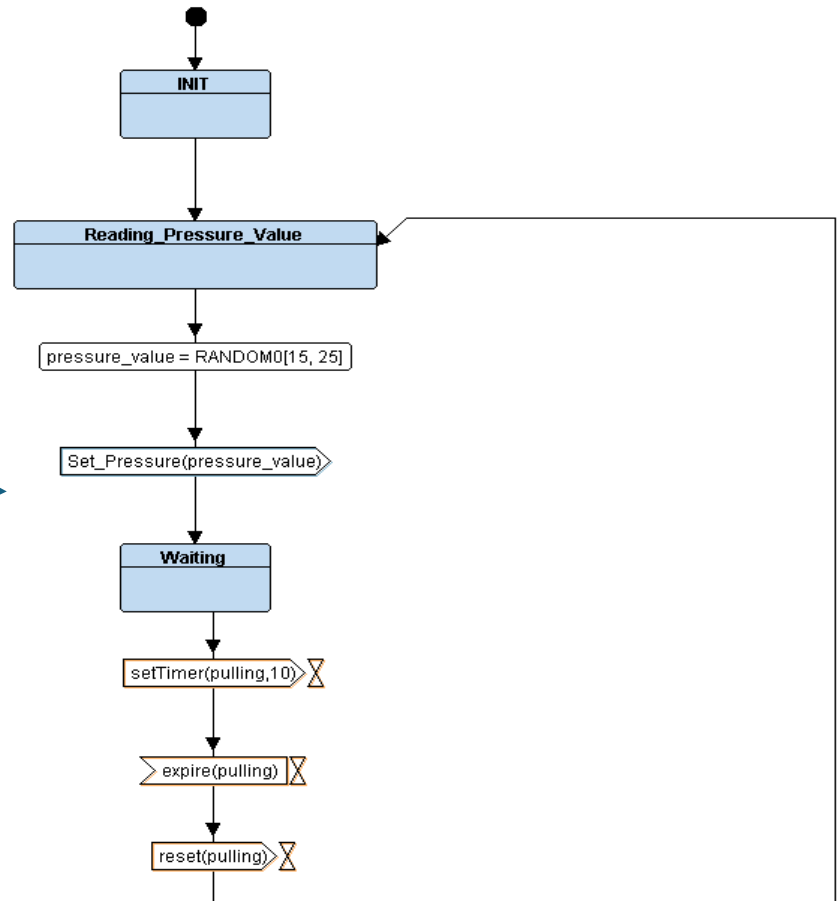 INIT
Reading_Pressure_Value
pressure_value = RANDOM0[15, 25]
Set_Pressure(pressure_value)
Waiting
setTimer(pulling,10)
expire(pulling)
reset(pulling)